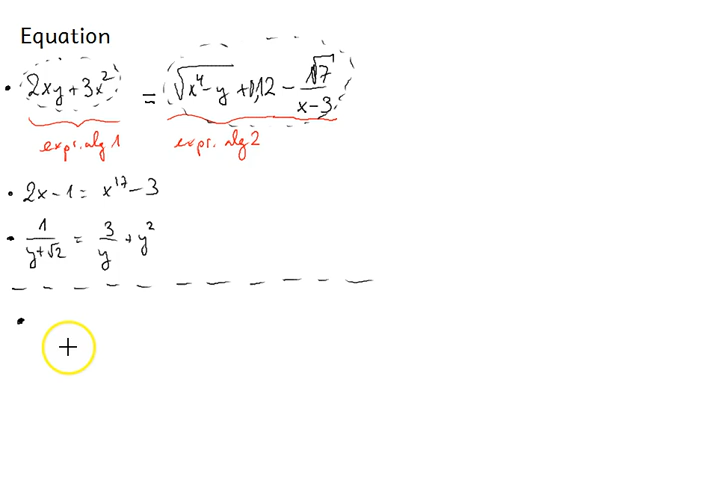 Equation
• 2xy + 3x² = √(x⁴ - y) + 0,12 - √7/(x - 3)
expr. alg 1 expr. alg 2
• 2x - 1 = x¹⁷ - 3
• 1/(y + √2) = 3/y + y²
•